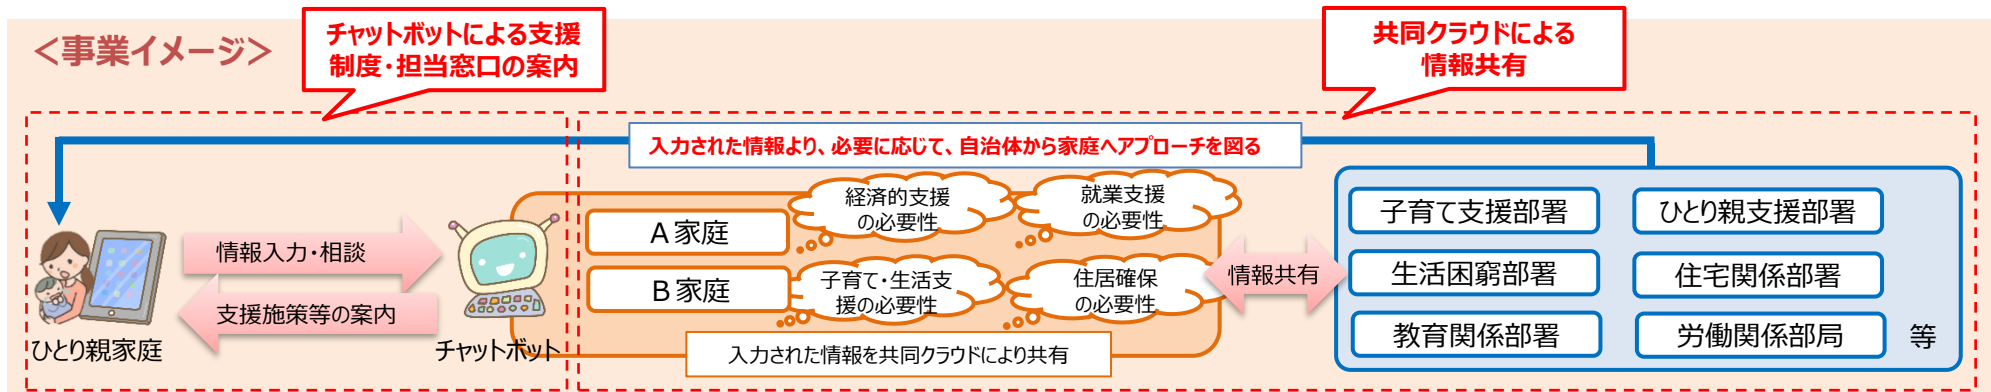 ＜事業イメージ＞
チャットボットによる支援
制度･担当窓口の案内
共同クラウドによる
情報共有
入力された情報より、必要に応じて、自治体から家庭へアプローチを図る
ひとり親家庭
情報入力･相談
支援施策等の案内
チャットボット
Ａ家庭
Ｂ家庭
経済的支援
の必要性
就業支援
の必要性
子育て･生活支
援の必要性
住居確保
の必要性
入力された情報を共同クラウドにより共有
情報共有
子育て支援部署
ひとり親支援部署
生活困窮部署
住宅関係部署
教育関係部署
労働関係部局
等